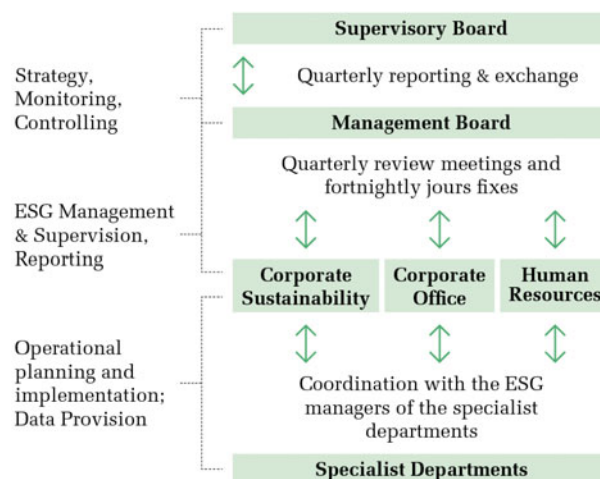 Supervisory Board
Strategy,
Monitoring,
Controlling
Quarterly reporting & exchange
Management Board
Quarterly review meetings and
fortnightly jours fixes
ESG Management
& Supervision,
Reporting
Corporate
Sustainability
Corporate
Office
Human
Resources
Operational
planning and
implementation;
Data Provision
Coordination with the ESG
managers of the specialist
departments
Specialist Departments